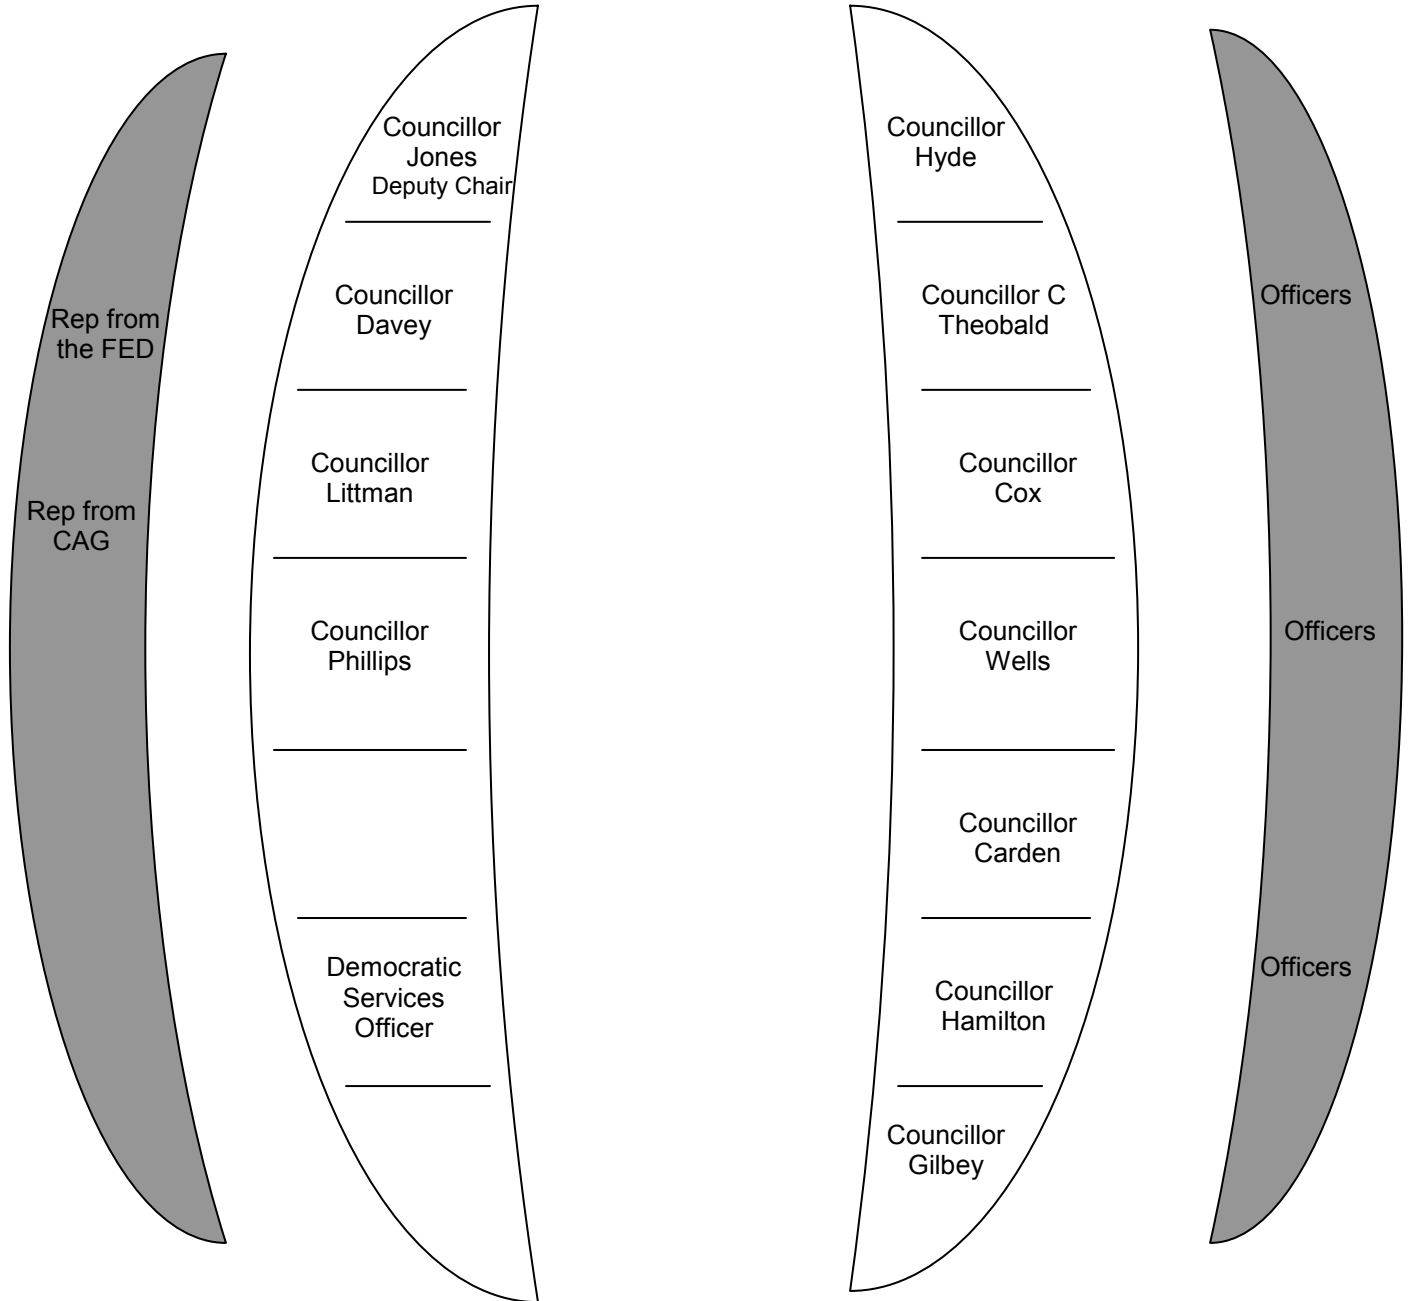 Rep from
the FED
Rep from
CAG
Councillor
Jones
Deputy Chair
Councillor
Davey
Councillor
Littman
Councillor
Phillips
Democratic
Services
Officer
Councillor
Hyde
Councillor C
Theobald
Councillor
Cox
Councillor
Wells
Councillor
Carden
Councillor
Hamilton
Councillor
Gilbey
Officers
Officers
Officers